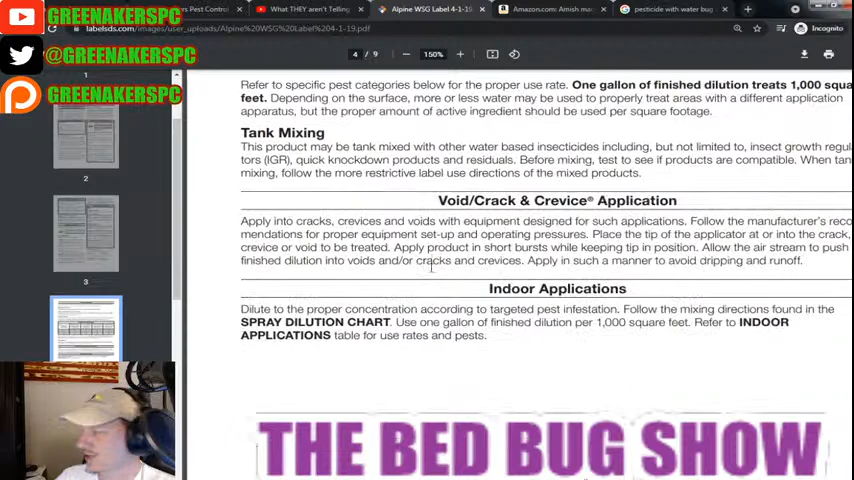 GREENAKERSPC
@GREENAKERSPC
GREENAKERSPC
rs Pest Control
What THEY aren't Telling
Alpine WSG Label 4-1-19.pdf
Amazon.com: Amish ma
pesticide with water bug
labelsds.com/images/user_uploads/Alpine%20WSG%20Label%204-1-19.pdf
Incognito
4 / 9
150%
1
2
3
Refer to specific pest categories below for the proper use rate. One gallon of finished dilution treats 1,000 squa
feet. Depending on the surface, more or less water may be used to properly treat areas with a different application
apparatus, but the proper amount of active ingredient should be used per square footage.
Tank Mixing
This product may be tank mixed with other water based insecticides including, but not limited to, insect growth regul
tors (IGR), quick knockdown products and residuals. Before mixing, test to see if products are compatible. When tan
mixing, follow the more restrictive label use directions of the mixed products.
Void/Crack & Crevice® Application
Apply into cracks, crevices and voids with equipment designed for such applications. Follow the manufacturer's reco
mendations for proper equipment set-up and operating pressures. Place the tip of the applicator at or into the crack,
crevice or void to be treated. Apply product in short bursts while keeping tip in position. Allow the air stream to push
finished dilution into voids and/or cracks and crevices. Apply in such a manner to avoid dripping and runoff.
Indoor Applications
Dilute to the proper concentration according to targeted pest infestation. Follow the mixing directions found in the
SPRAY DILUTION CHART. Use one gallon of finished dilution per 1,000 square feet. Refer to INDOOR
APPLICATIONS table for use rates and pests.
THE BED BUG SHOW